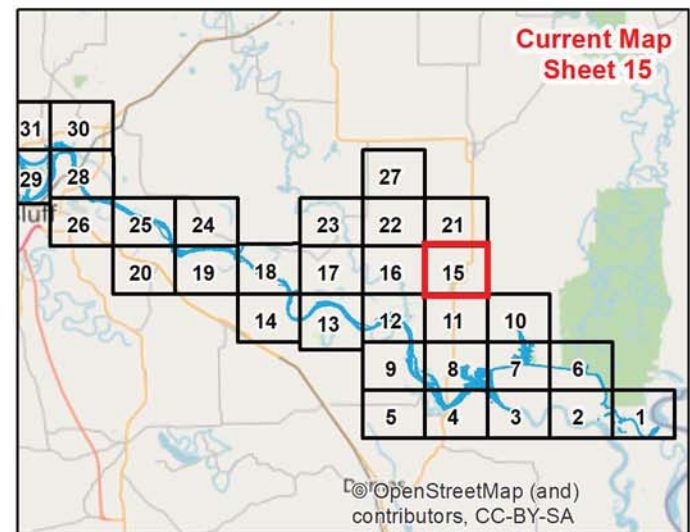 Current Map
Sheet 15
31 30
27
29 28
26 25 24 23 22 21
20 19 18 17 16 15
14 13 12 11 10
9 8 7 6
5 4 3 2 1
© OpenStreetMap (and)
contributors, CC-BY-SA